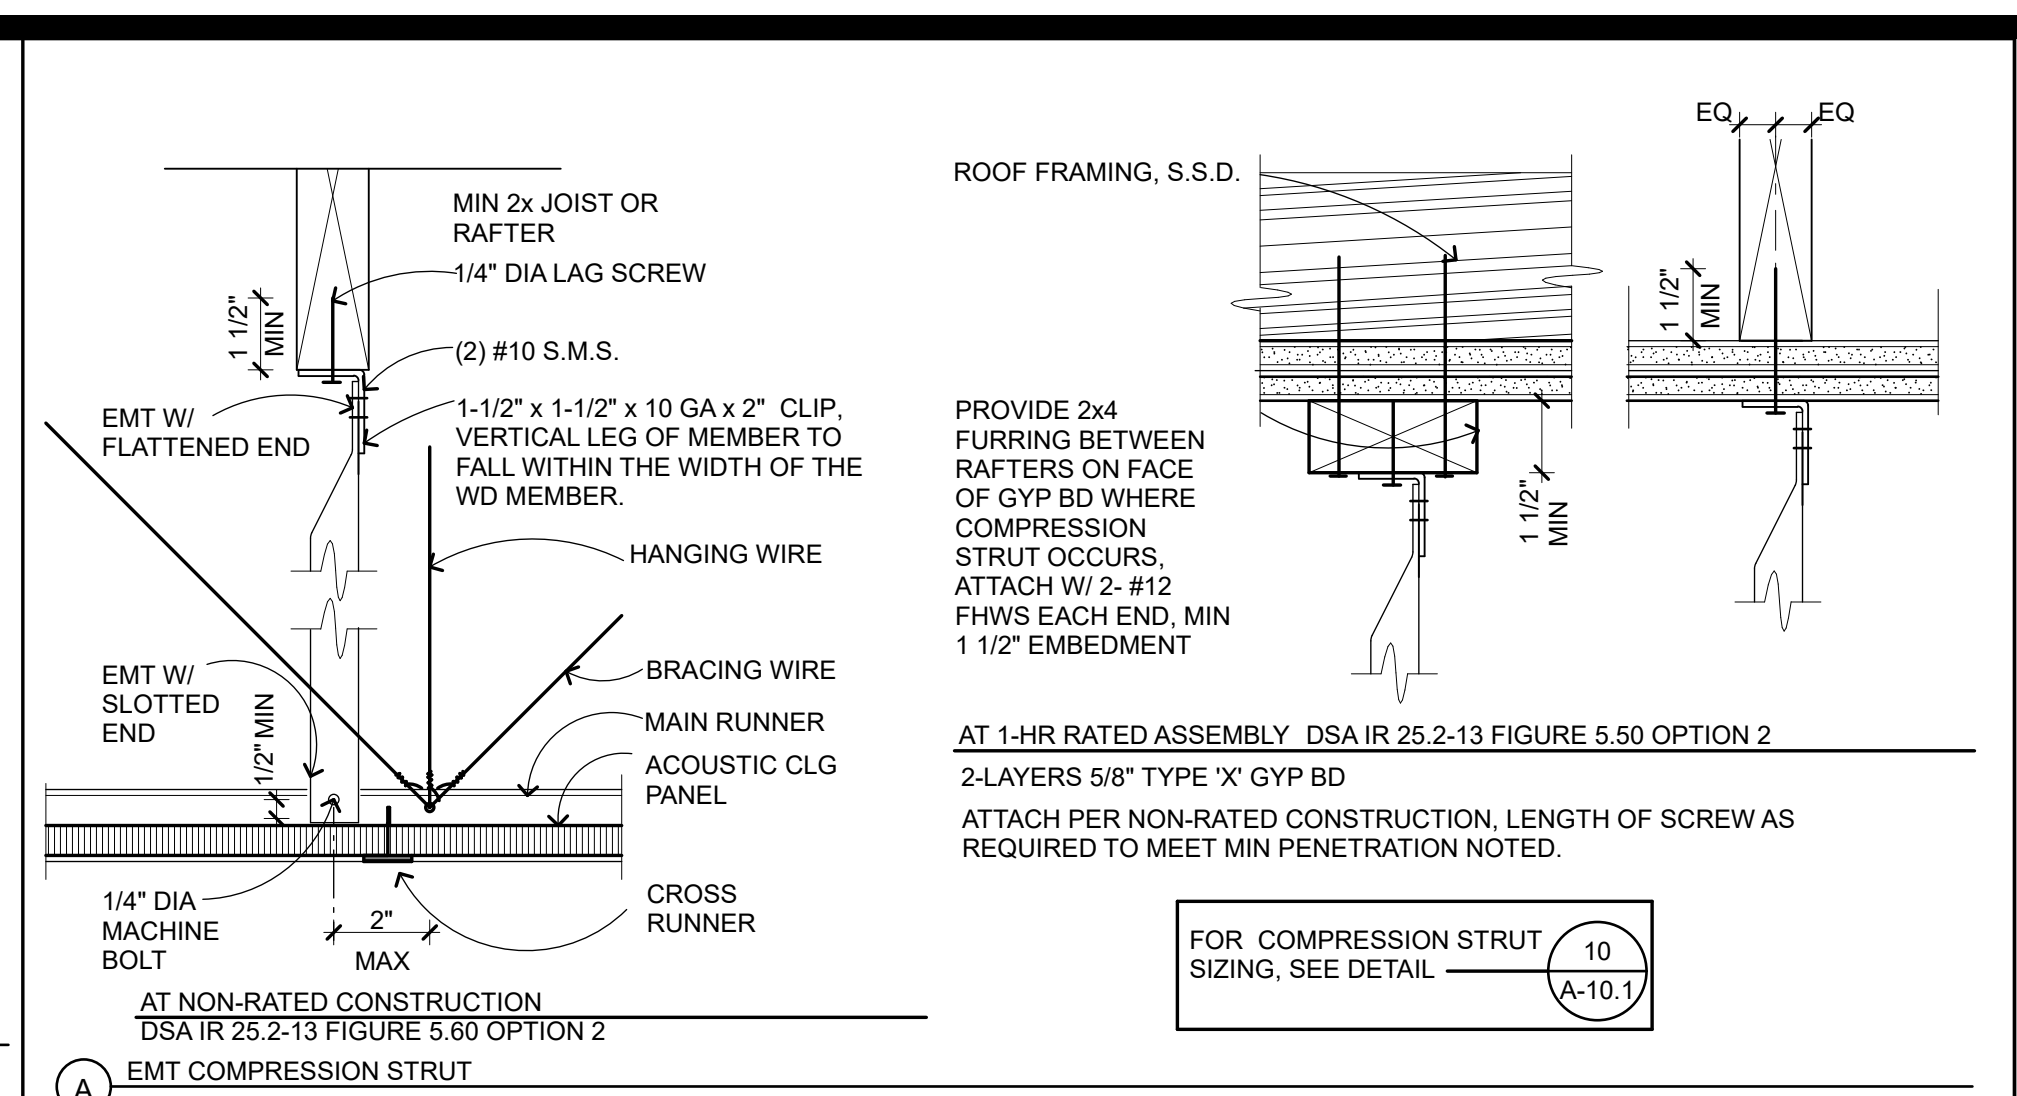 MIN 2x JOIST OR
RAFTER
1/4" DIA LAG SCREW
1 1/2"
MIN
(2) #10 S.M.S.
EMT W/
FLATTENED END
1-1/2" x 1-1/2" x 10 GA x 2" CLIP,
VERTICAL LEG OF MEMBER TO
FALL WITHIN THE WIDTH OF THE
WD MEMBER.
HANGING WIRE
EMT W/
SLOTTED
END
1/2" MIN
BRACING WIRE
MAIN RUNNER
ACOUSTIC CLG
PANEL
1/4" DIA
MACHINE
BOLT
2"
MAX
CROSS
RUNNER
AT NON-RATED CONSTRUCTION
DSA IR 25.2-13 FIGURE 5.60 OPTION 2
A
EMT COMPRESSION STRUT
ROOF FRAMING, S.S.D.
EQ
EQ
1 1/2"
MIN
PROVIDE 2x4
FURRING BETWEEN
RAFTERS ON FACE
OF GYP BD WHERE
COMPRESSION
STRUT OCCURS,
ATTACH W/ 2- #12
FHWS EACH END, MIN
1 1/2" EMBEDMENT
1 1/2"
MIN
AT 1-HR RATED ASSEMBLY DSA IR 25.2-13 FIGURE 5.50 OPTION 2
2-LAYERS 5/8" TYPE 'X' GYP BD
ATTACH PER NON-RATED CONSTRUCTION, LENGTH OF SCREW AS
REQUIRED TO MEET MIN PENETRATION NOTED.
FOR COMPRESSION STRUT
SIZING, SEE DETAIL
10
A-10.1